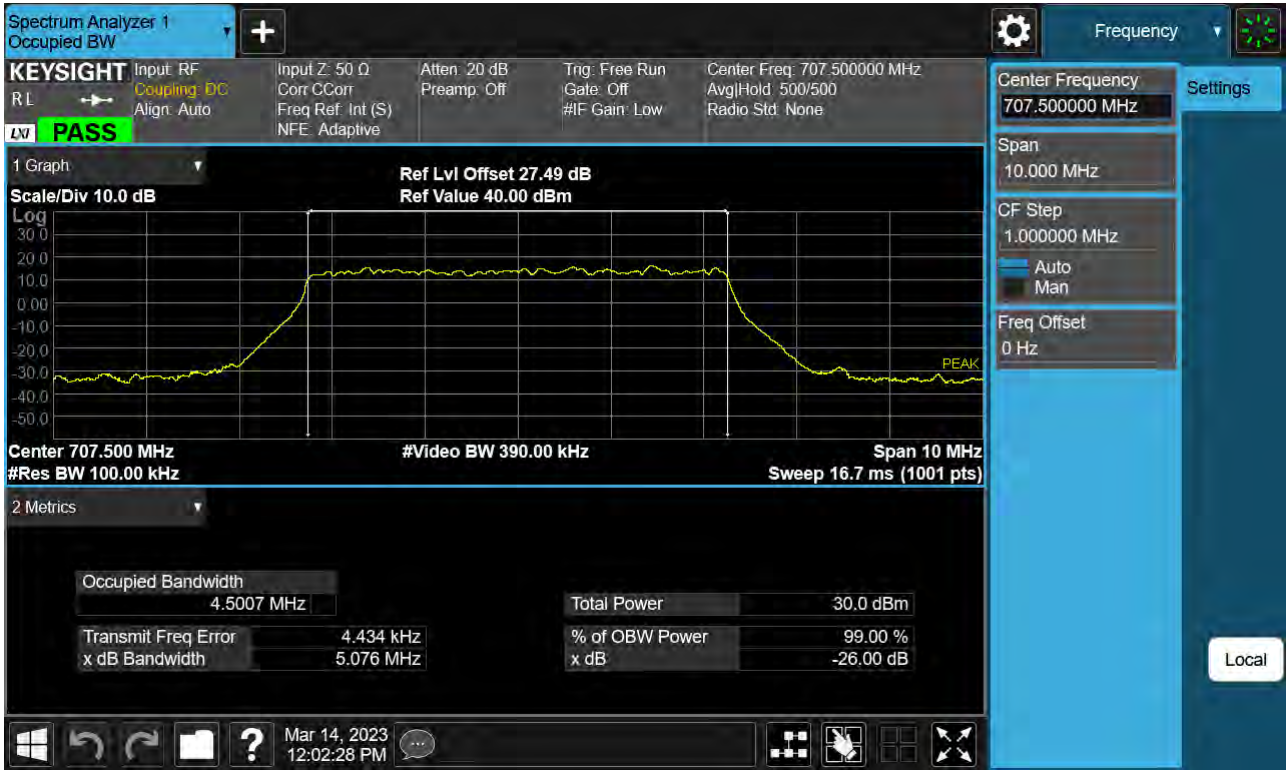 Spectrum Analyzer 1
Occupied BW
+
Frequency
KEYSIGHT
RL
LXI PASS
Input: RF
Coupling: DC
Align: Auto
Input Z: 50 Ω
Corr CCorr
Freq Ref: Int (S)
NFE: Adaptive
Atten: 20 dB
Preamp: Off
Trig: Free Run
Gate: Off
#IF Gain: Low
Center Freq: 707.500000 MHz
Avg|Hold: 500/500
Radio Std: None
1 Graph
Scale/Div 10.0 dB
Ref Lvl Offset 27.49 dB
Ref Value 40.00 dBm
Log
30.0
20.0
10.0
0.00
-10.0
-20.0
-30.0
-40.0
-50.0
PEAK
Center 707.500 MHz
#Video BW 390.00 kHz
Span 10 MHz
#Res BW 100.00 kHz
Sweep 16.7 ms (1001 pts)
2 Metrics
Occupied Bandwidth
4.5007 MHz
Total Power 30.0 dBm
Transmit Freq Error 4.434 kHz
% of OBW Power 99.00 %
x dB Bandwidth 5.076 MHz
x dB -26.00 dB
Center Frequency
707.500000 MHz
Settings
Span
10.000 MHz
CF Step
1.000000 MHz
Auto
Man
Freq Offset
0 Hz
Local
?
Mar 14, 2023
12:02:28 PM